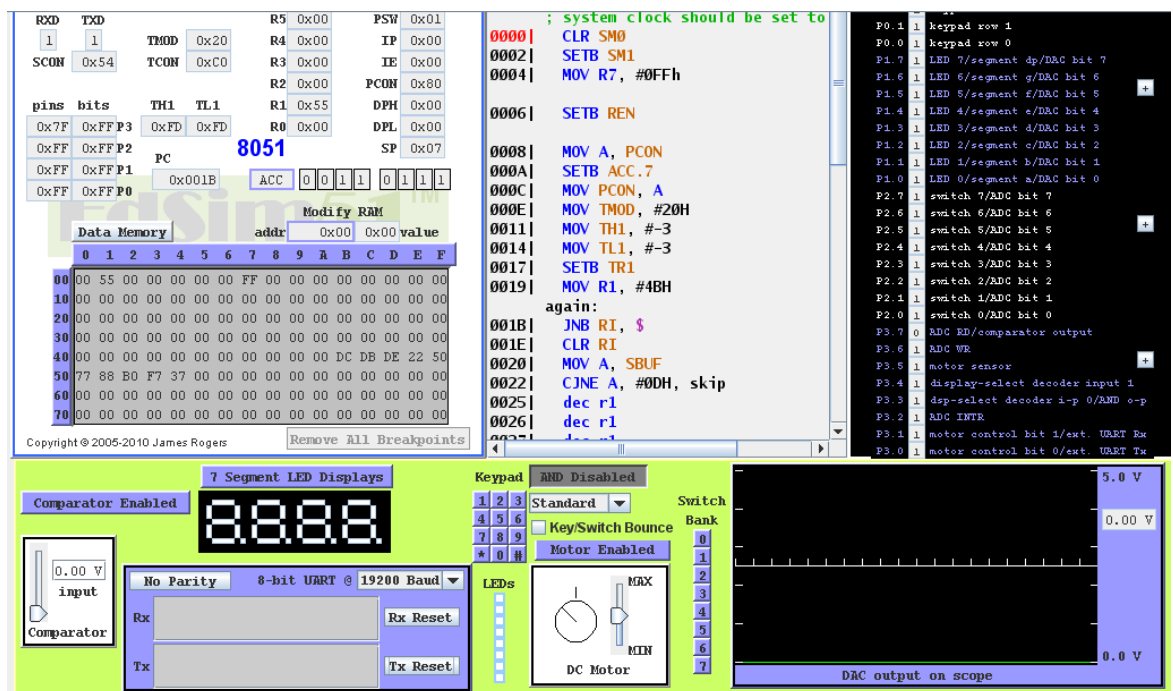 RXD TXD R5 0x00 PSW 0x01
1 1 TMOD 0x20 R4 0x00 IP 0x00
SCON 0x54 TCON 0xC0 R3 0x00 IE 0x00
R2 0x00 PCON 0x80
pins bits TH1 TL1 R1 0x55 DPH 0x00
0x7F 0xFF P3 0xFD 0xFD R0 0x00 DPL 0x00
0xFF 0xFF P2 8051 SP 0x07
0xFF 0xFF P1 PC
0xFF 0xFF P0 0x001B ACC 0 0 1 1 0 1 1 1
EdSim51 TM
Modify RAM
Data Memory addr 0x00 0x00 value
0 1 2 3 4 5 6 7 8 9 A B C D E F
00 00 55 00 00 00 00 00 FF 00 00 00 00 00 00 00 00
10 00 00 00 00 00 00 00 00 00 00 00 00 00 00 00 00
20 00 00 00 00 00 00 00 00 00 00 00 00 00 00 00 00
30 00 00 00 00 00 00 00 00 00 00 00 00 00 00 00 00
40 00 00 00 00 00 00 00 00 00 00 00 DC DB DE 22 50
50 77 88 B0 F7 37 00 00 00 00 00 00 00 00 00 00 00
60 00 00 00 00 00 00 00 00 00 00 00 00 00 00 00 00
70 00 00 00 00 00 00 00 00 00 00 00 00 00 00 00 00
Copyright © 2005-2010 James Rogers Remove All Breakpoints
; system clock should be set to
0000| CLR SM0
0002| SETB SM1
0004| MOV R7, #0FFh
0006| SETB REN
0008| MOV A, PCON
000A| SETB ACC.7
000C| MOV PCON, A
000E| MOV TMOD, #20H
0011| MOV TH1, #-3
0014| MOV TL1, #-3
0017| SETB TR1
0019| MOV R1, #4BH
again:
001B| JNB RI, $
001E| CLR RI
0020| MOV A, SBUF
0022| CJNE A, #0DH, skip
0025| dec r1
0026| dec r1
0027| dec r1
P0.1 1 keypad row 1
P0.0 1 keypad row 0
P1.7 1 LED 7/segment dp/DAC bit 7
P1.6 1 LED 6/segment g/DAC bit 6
P1.5 1 LED 5/segment f/DAC bit 5
P1.4 1 LED 4/segment e/DAC bit 4
P1.3 1 LED 3/segment d/DAC bit 3
P1.2 1 LED 2/segment c/DAC bit 2
P1.1 1 LED 1/segment b/DAC bit 1
P1.0 1 LED 0/segment a/DAC bit 0
P2.7 1 switch 7/ADC bit 7
P2.6 1 switch 6/ADC bit 6
P2.5 1 switch 5/ADC bit 5
P2.4 1 switch 4/ADC bit 4
P2.3 1 switch 3/ADC bit 3
P2.2 1 switch 2/ADC bit 2
P2.1 1 switch 1/ADC bit 1
P2.0 1 switch 0/ADC bit 0
P3.7 0 ADC RD/comparator output
P3.6 1 ADC WR
P3.5 1 motor sensor
P3.4 1 display-select decoder input 1
P3.3 1 dsp-select decoder i-p 0/AND o-p
P3.2 1 ADC INTR
P3.1 1 motor control bit 1/ext. UART Rx
P3.0 1 motor control bit 0/ext. UART Tx
7 Segment LED Displays
Comparator Enabled
8.8.8.8.
0.00 V
input
Comparator
No Parity 8-bit UART @ 19200 Baud
Rx Rx Reset
Tx Tx Reset
Keypad AND Disabled
1 2 3 Standard
4 5 6 Key/Switch Bounce
7 8 9
* 0 # Motor Enabled
LEDs
MAX
MIN
DC Motor
Switch
Bank
0
1
2
3
4
5
6
7
5.0 V
0.00 V
0.0 V
DAC output on scope